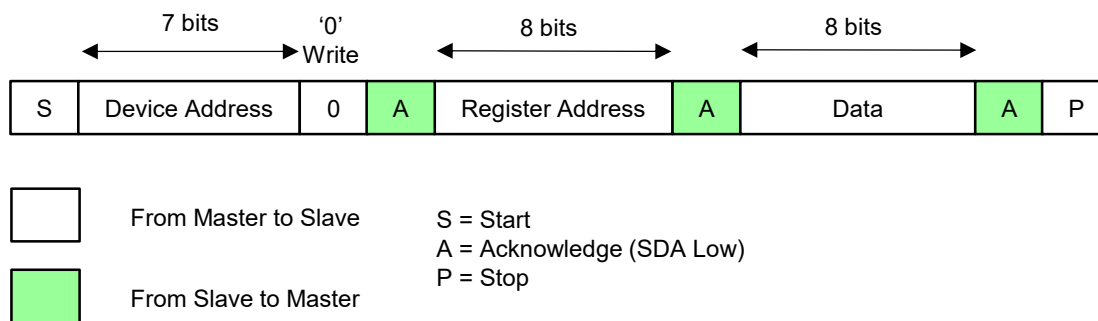 7 bits
‘0’
Write
8 bits
8 bits
S Device Address 0 A Register Address A Data A P
From Master to Slave
From Slave to Master
S = Start
A = Acknowledge (SDA Low)
P = Stop